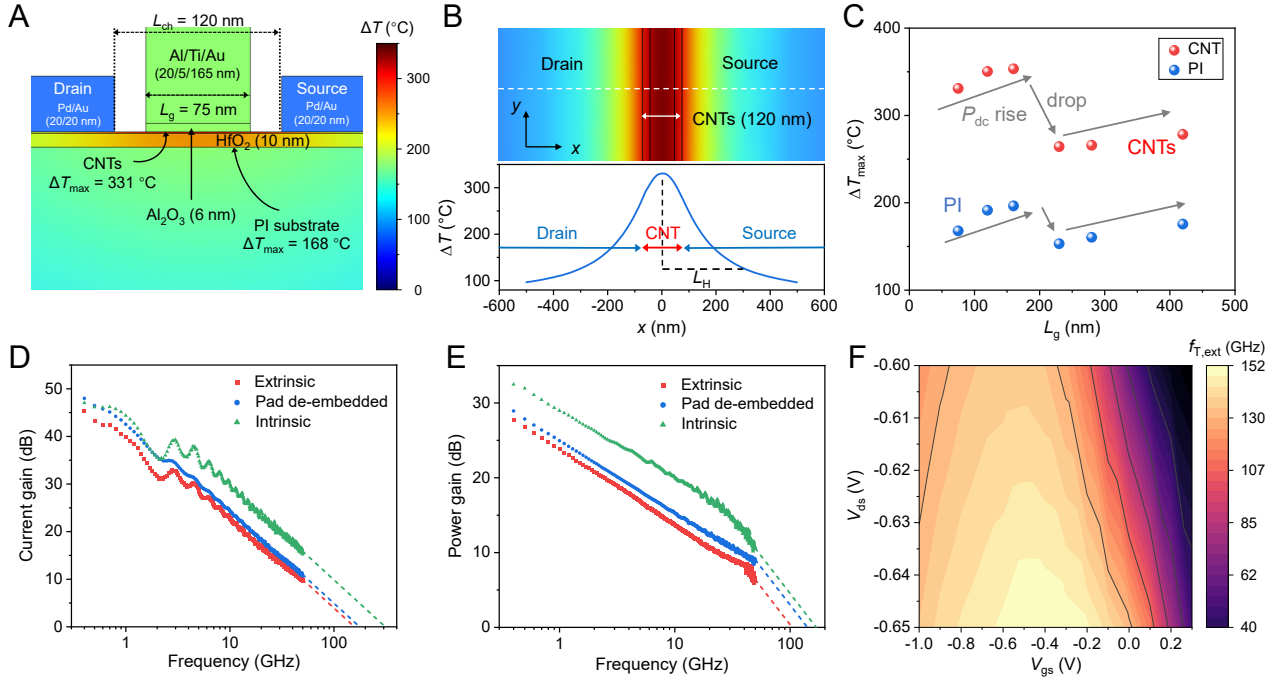 A
L_ch = 120 nm
ΔT (°C)
Al/Ti/Au
(20/5/165 nm)
Drain
Pd/Au
(20/20 nm)
L_g = 75 nm
Source
Pd/Au
(20/20 nm)
HfO₂ (10 nm)
CNTs
ΔT_max = 331 °C
Al₂O₃ (6 nm)
PI substrate
ΔT_max = 168 °C
300
200
100
0
B
Drain
Source
CNTs (120 nm)
y
x
ΔT (°C)
300
200
100
Drain
CNT
Source
L_H
-600 -400 -200 0 200 400 600
x (nm)
C
CNT
PI
ΔT_max (°C)
400
350
300
250
200
150
100
P_dc rise
drop
CNTs
PI
0 100 200 300 400 500
L_g (nm)
D
Extrinsic
Pad de-embedded
Intrinsic
Current gain (dB)
60
50
40
30
20
10
0
1 10 100
Frequency (GHz)
E
Extrinsic
Pad de-embedded
Intrinsic
Power gain (dB)
40
30
20
10
0
1 10 100
Frequency (GHz)
F
f_T,ext (GHz)
V_ds (V)
-0.60
-0.61
-0.62
-0.63
-0.64
-0.65
-1.0 -0.8 -0.6 -0.4 -0.2 0.0 0.2
V_gs (V)
152
130
107
85
62
40